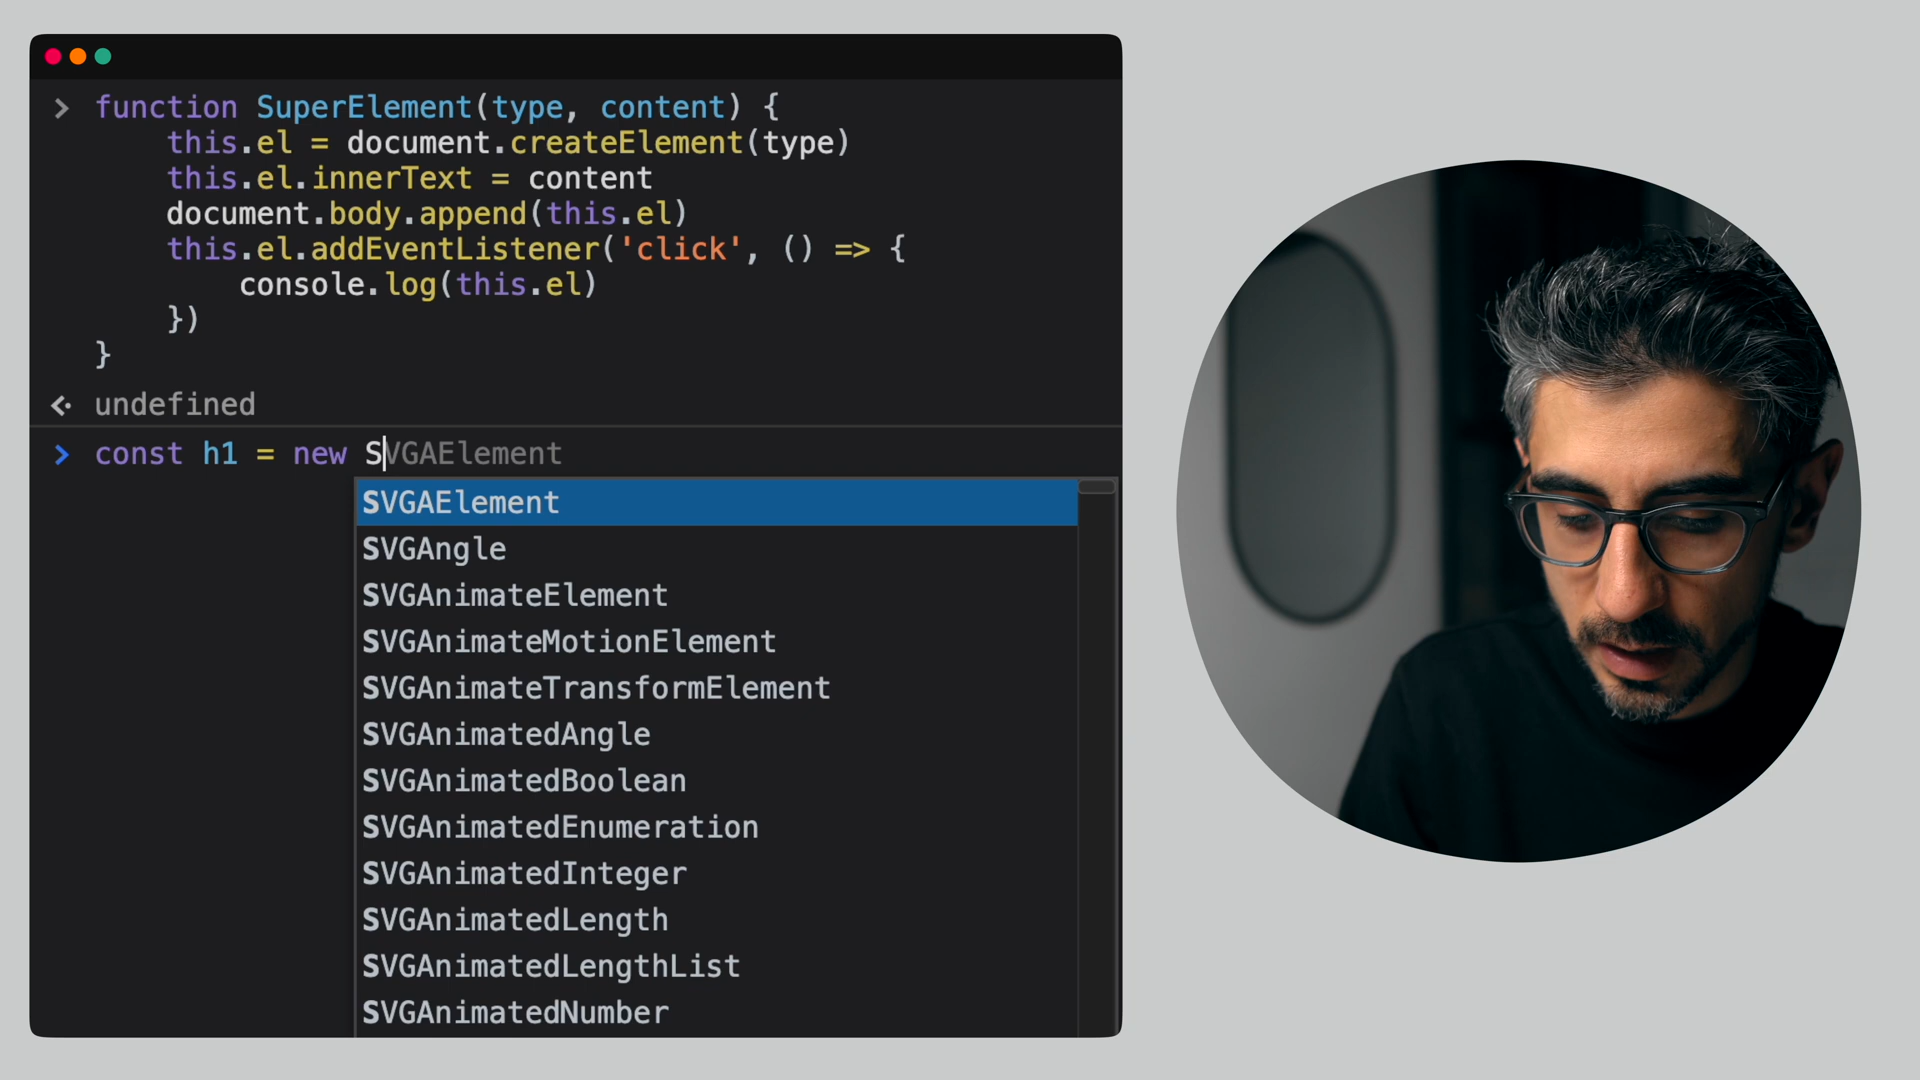 function SuperElement(type, content) {
this.el = document.createElement(type)
this.el.innerText = content
document.body.append(this.el)
this.el.addEventListener('click', () => {
console.log(this.el)
})
}
undefined
const h1 = new SVGAElement
SVGAElement
SVGAngle
SVGAnimateElement
SVGAnimateMotionElement
SVGAnimateTransformElement
SVGAnimatedAngle
SVGAnimatedBoolean
SVGAnimatedEnumeration
SVGAnimatedInteger
SVGAnimatedLength
SVGAnimatedLengthList
SVGAnimatedNumber